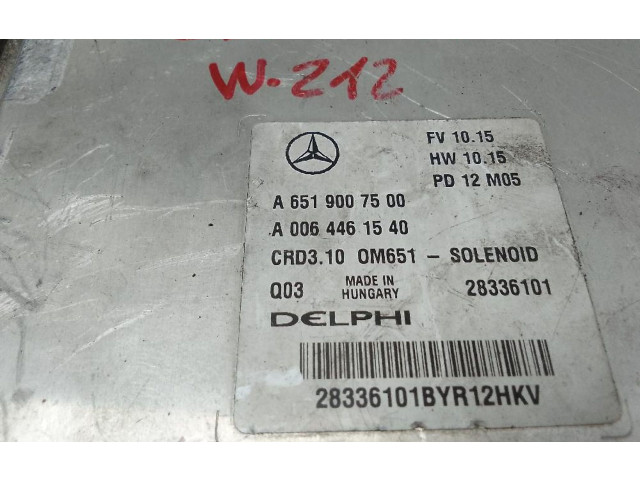 W-212
FV 10.15
HW 10.15
PD 12 M05
A 651 900 75 00
A 006 446 15 40
CRD3.10 OM651 - SOLENOID
Q03 MADE IN HUNGARY 28336101
DELPHI
28336101BYR12HKV